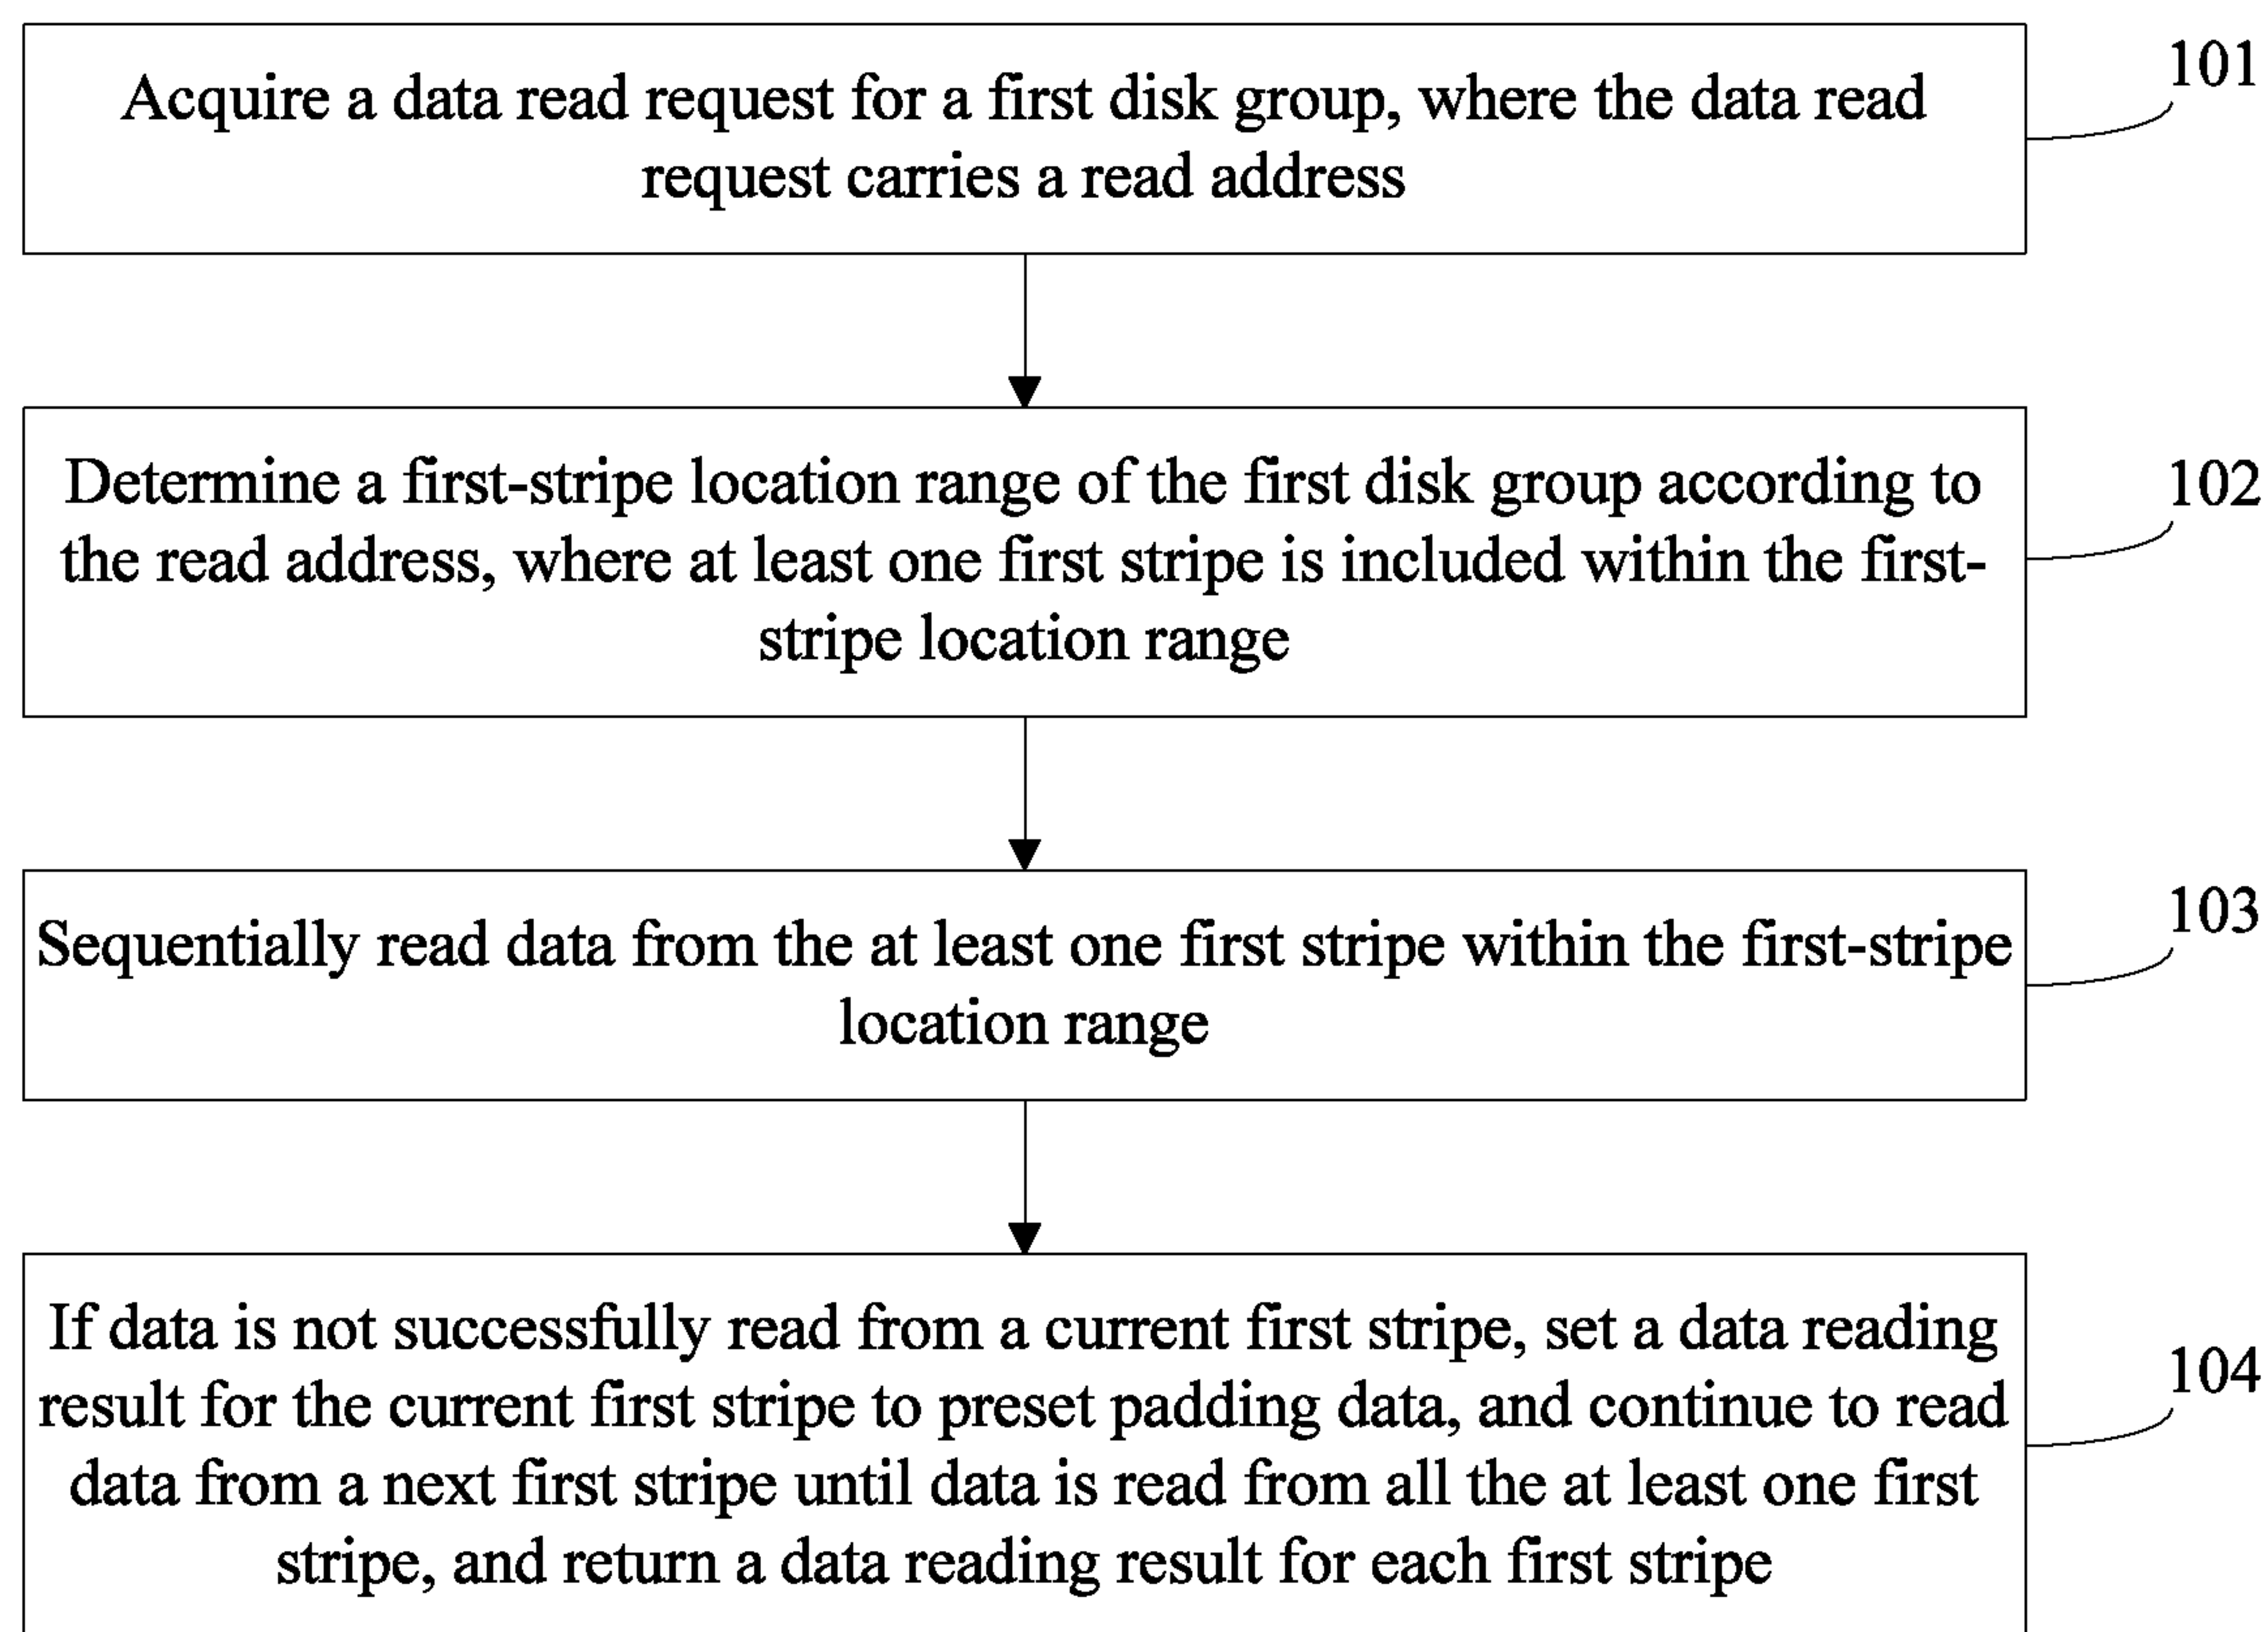 Acquire a data read request for a first disk group, where the data read
request carries a read address
101
Determine a first-stripe location range of the first disk group according to
the read address, where at least one first stripe is included within the first-
stripe location range
102
Sequentially read data from the at least one first stripe within the first-stripe
location range
103
If data is not successfully read from a current first stripe, set a data reading
result for the current first stripe to preset padding data, and continue to read
data from a next first stripe until data is read from all the at least one first
stripe, and return a data reading result for each first stripe
104